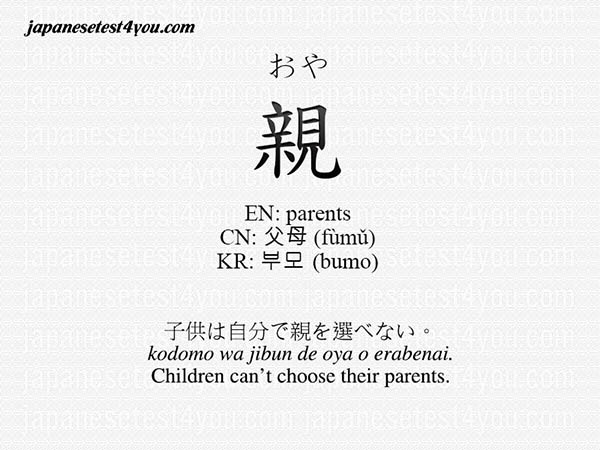 japanesetest4you.com
おや
親
EN: parents
CN: 父母 (fùmǔ)
KR: 부모 (bumo)
子供は自分で親を選べない。
kodomo wa jibun de oya o erabenai.
Children can't choose their parents.